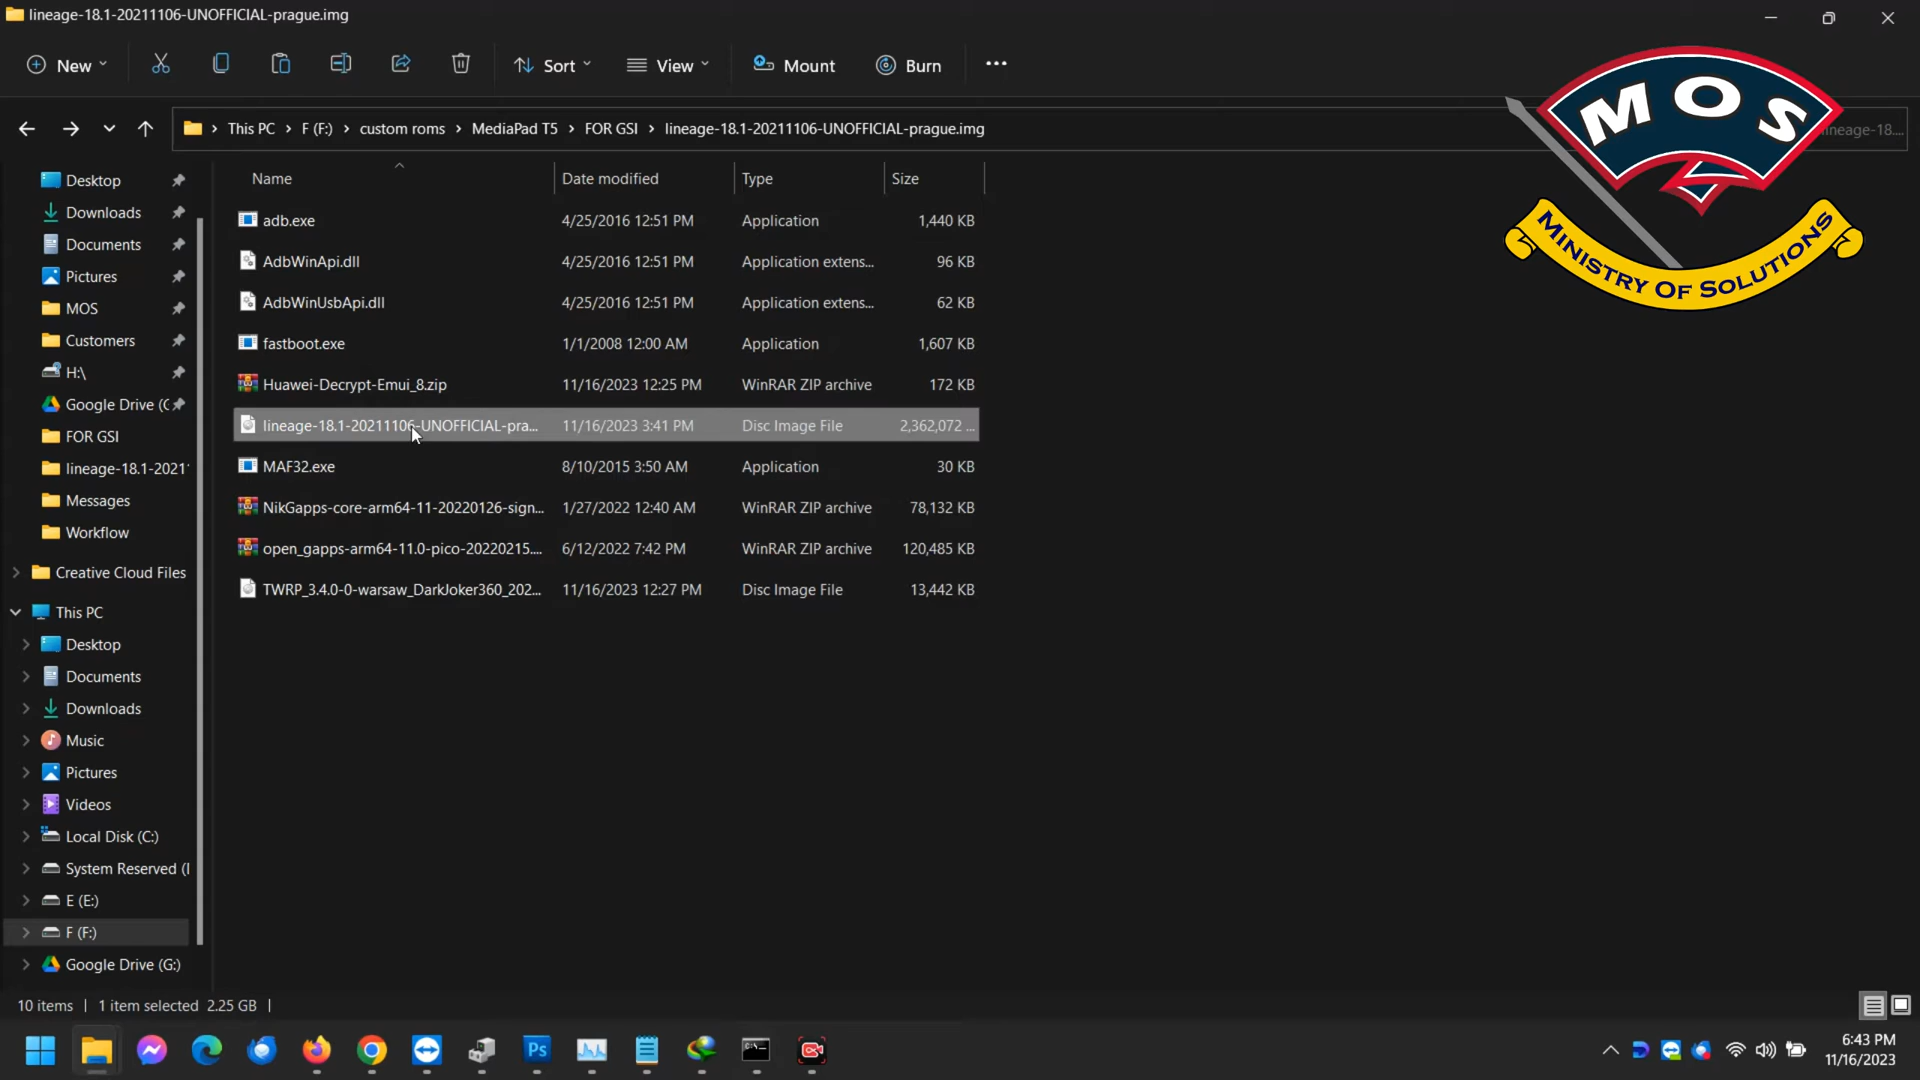 lineage-18.1-20211106-UNOFFICIAL-prague.img
New
Sort
View
Mount
Burn
This PC > F (F:) > custom roms > MediaPad T5 > FOR GSI > lineage-18.1-20211106-UNOFFICIAL-prague.img
lineage-18....
MOS
MINISTRY OF SOLUTIONS
Name Date modified Type Size
adb.exe 4/25/2016 12:51 PM Application 1,440 KB
AdbWinApi.dll 4/25/2016 12:51 PM Application extens... 96 KB
AdbWinUsbApi.dll 4/25/2016 12:51 PM Application extens... 62 KB
fastboot.exe 1/1/2008 12:00 AM Application 1,607 KB
Huawei-Decrypt-Emui_8.zip 11/16/2023 12:25 PM WinRAR ZIP archive 172 KB
lineage-18.1-20211106-UNOFFICIAL-pra... 11/16/2023 3:41 PM Disc Image File 2,362,072 ...
MAF32.exe 8/10/2015 3:50 AM Application 30 KB
NikGapps-core-arm64-11-20220126-sign... 1/27/2022 12:40 AM WinRAR ZIP archive 78,132 KB
open_gapps-arm64-11.0-pico-20220215.... 6/12/2022 7:42 PM WinRAR ZIP archive 120,485 KB
TWRP_3.4.0-0-warsaw_DarkJoker360_202... 11/16/2023 12:27 PM Disc Image File 13,442 KB
Desktop
Downloads
Documents
Pictures
MOS
Customers
H:\
Google Drive (
FOR GSI
lineage-18.1-2021
Messages
Workflow
Creative Cloud Files
This PC
Desktop
Documents
Downloads
Music
Pictures
Videos
Local Disk (C:)
System Reserved (
E (E:)
F (F:)
Google Drive (G:)
10 items | 1 item selected 2.25 GB |
Ps
6:43 PM
11/16/2023